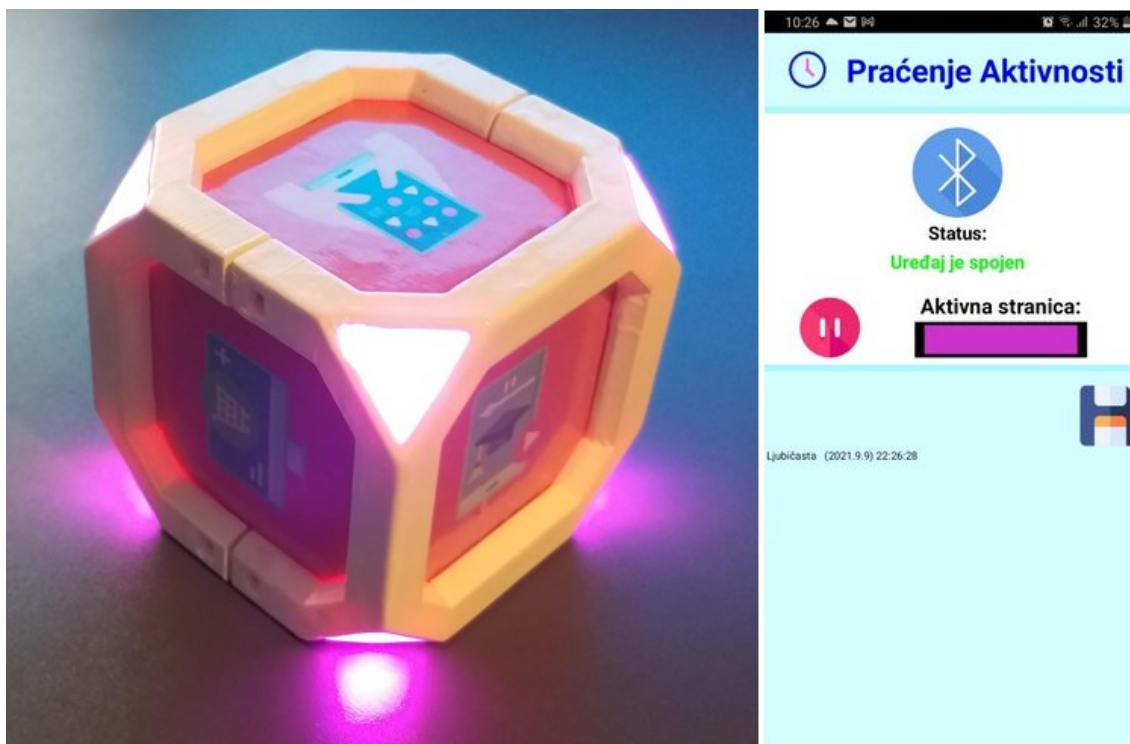 10:26
32%
Praćenje Aktivnosti
Status:
Uređaj je spojen
Aktivna stranica:
Ljubičasta (2021.9.9) 22:26:28